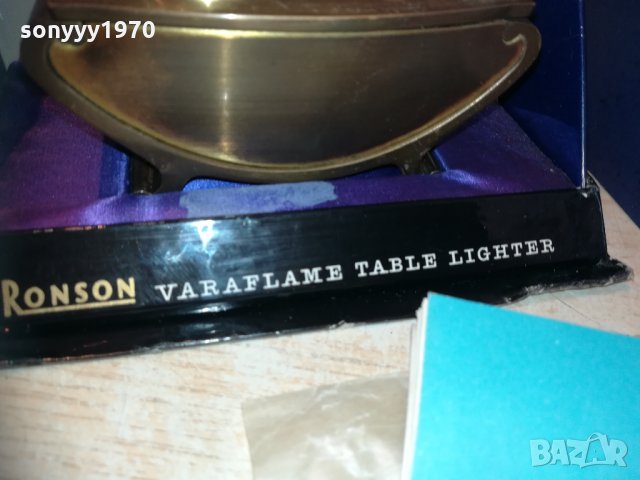 sonyyy1970
RONSON VARAFLAME TABLE LIGHTER
BAZAR